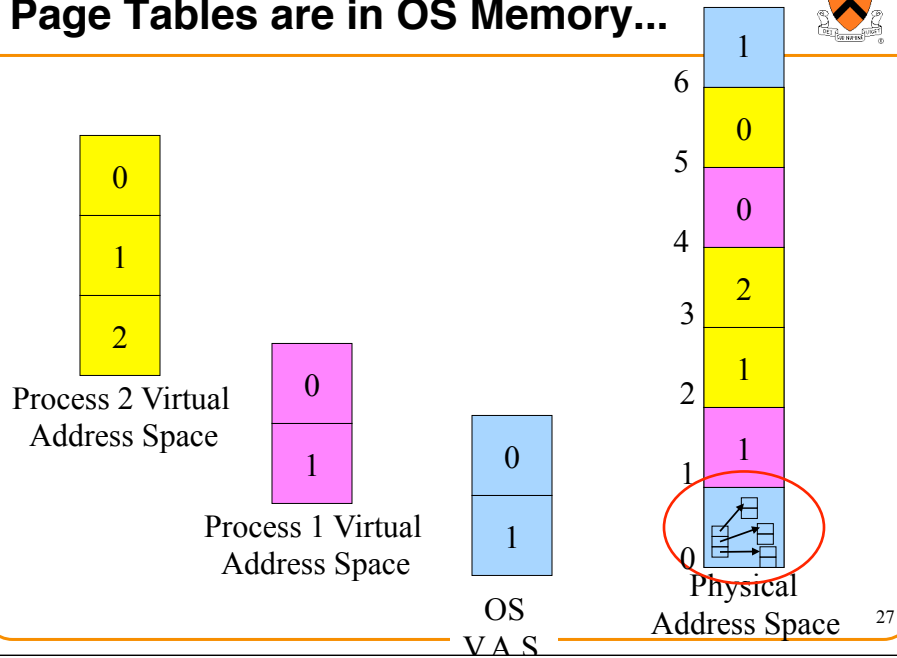 Page Tables are in OS Memory...
0
1
2
Process 2 Virtual
Address Space
0
1
Process 1 Virtual
Address Space
0
1
OS
V.A.S.
1
6
0
5
0
4
2
3
1
2
1
1
0
Physical
Address Space
27